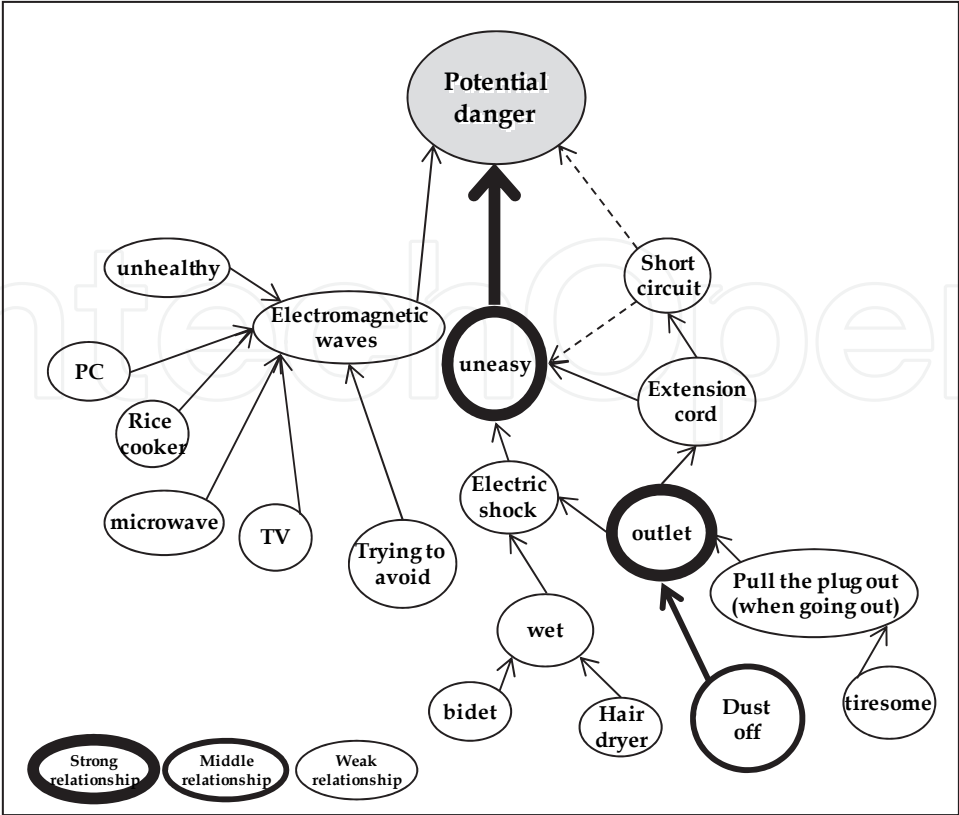 Potential
danger
unhealthy
Short
circuit
Electromagnetic
waves
uneasy
PC
Extension
cord
Rice
cooker
Electric
shock
microwave
TV
outlet
Trying to
avoid
Pull the plug out
(when going out)
wet
bidet
Hair
dryer
Dust
off
tiresome
Strong
relationship
Middle
relationship
Weak
relationship